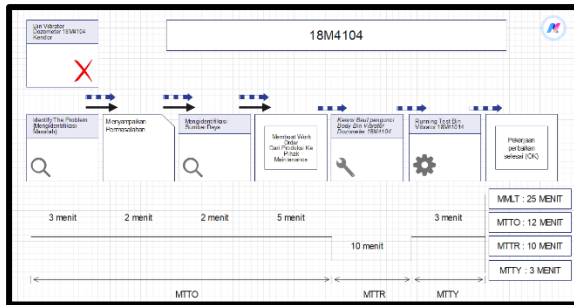 Bin Vibrator
Dozometer 18M4104
Kendor
18M4104
Identify The Problem
(Mengidentifikasi
Masalah)
Menyampaikan
Permasalahan
Mengidentifikasi
Sumber Daya
Membuat Work
Order
Dari Produksi Ke
Pihak
Maintenance
Kencangi Baut pengunci
Body Bin Vibrator
Dozometer 18M4104
Running Test Bin
Vibrator 18M1014
Pekerjaan
perbaikan
selesai (OK)
3 menit
2 menit
2 menit
5 menit
10 menit
3 menit
MMLT : 25 MENIT
MTTO : 12 MENIT
MTTR : 10 MENIT
MTTY : 3 MENIT
MTTO
MTTR
MTTY